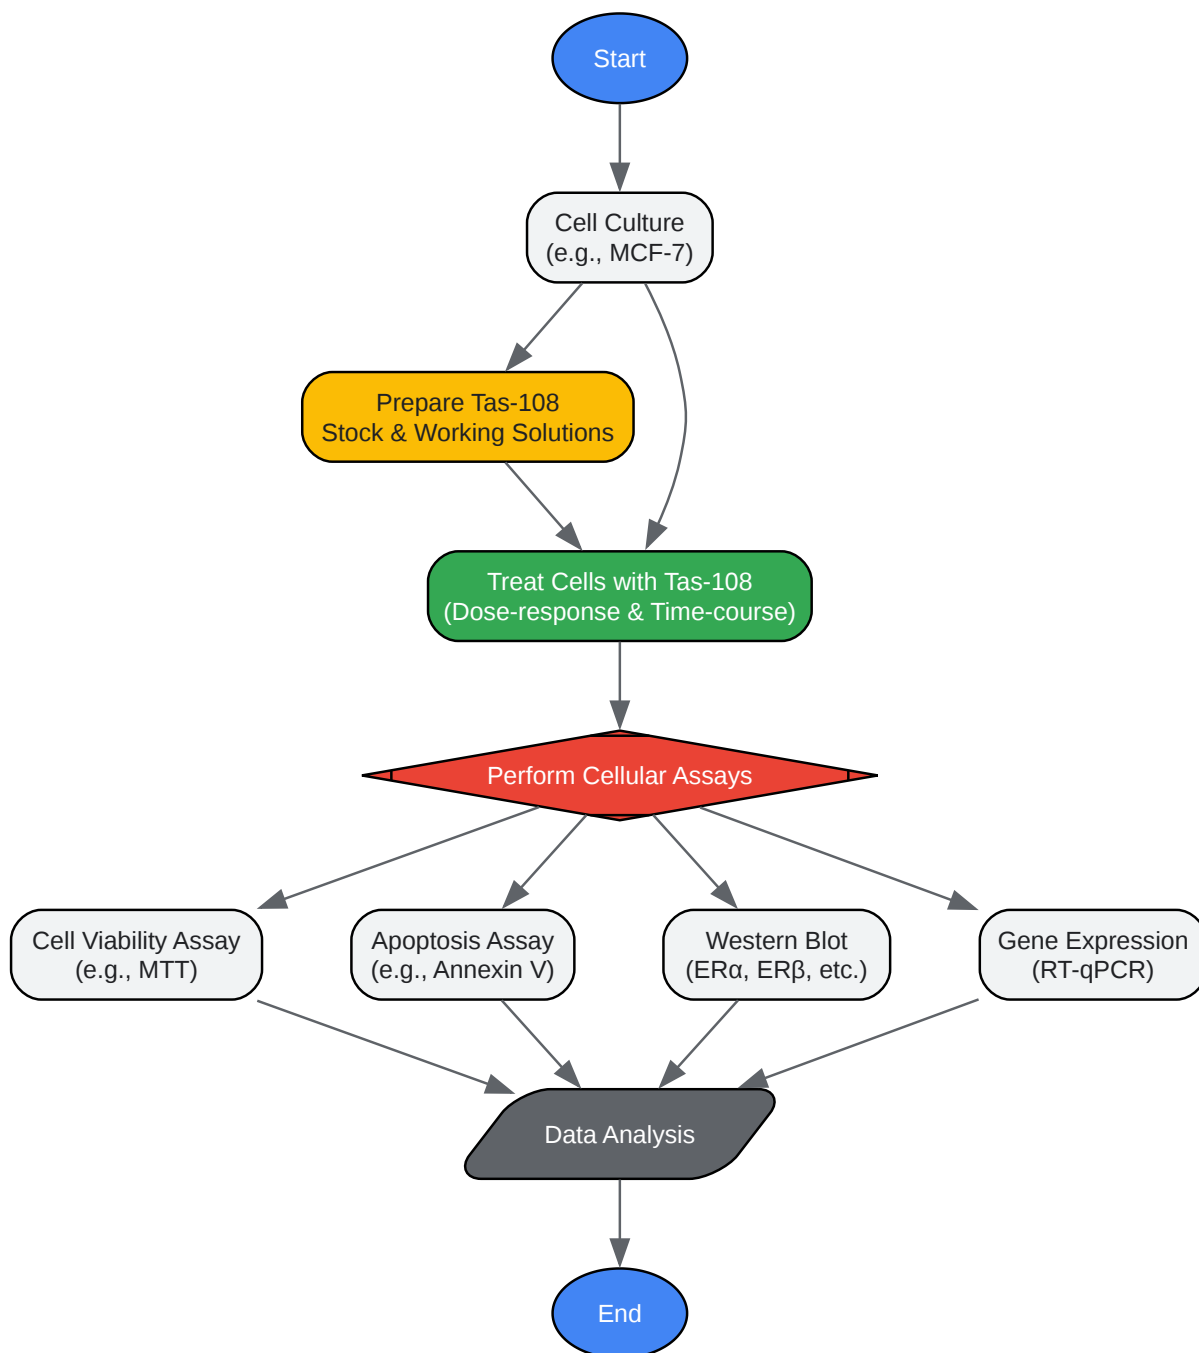 Start
Cell Culture
(e.g., MCF-7)
Prepare Tas-108
Stock & Working Solutions
Treat Cells with Tas-108
(Dose-response & Time-course)
Perform Cellular Assays
Cell Viability Assay
(e.g., MTT)
Apoptosis Assay
(e.g., Annexin V)
Western Blot
(ERα, ERβ, etc.)
Gene Expression
(RT-qPCR)
Data Analysis
End